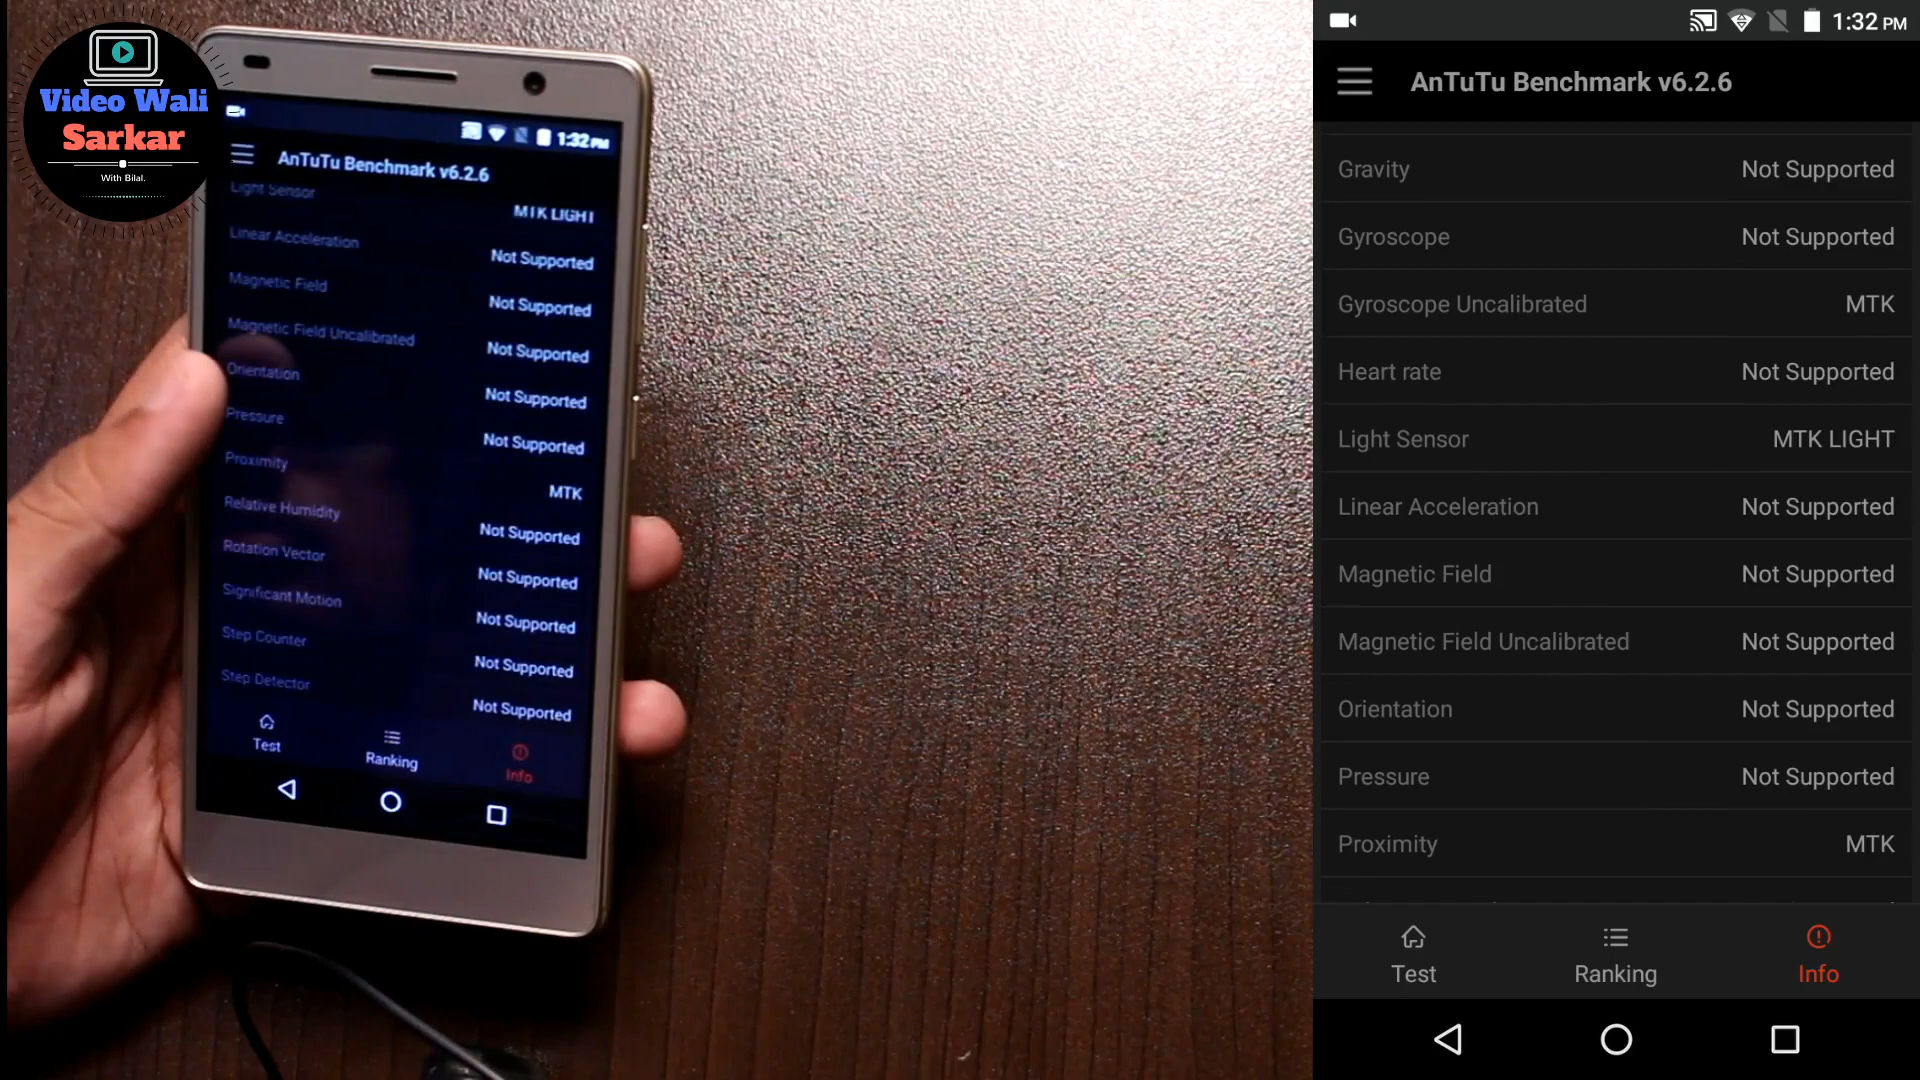 Video Wali
Sarkar
With Bilal.
1:32 PM
AnTuTu Benchmark v6.2.6
Light Sensor MTK LIGHT
Linear Acceleration Not Supported
Magnetic Field Not Supported
Magnetic Field Uncalibrated Not Supported
Orientation Not Supported
Pressure Not Supported
Proximity MTK
Relative Humidity Not Supported
Rotation Vector Not Supported
Significant Motion Not Supported
Step Counter Not Supported
Step Detector Not Supported
Test Ranking Info
1:32 PM
AnTuTu Benchmark v6.2.6
Gravity Not Supported
Gyroscope Not Supported
Gyroscope Uncalibrated MTK
Heart rate Not Supported
Light Sensor MTK LIGHT
Linear Acceleration Not Supported
Magnetic Field Not Supported
Magnetic Field Uncalibrated Not Supported
Orientation Not Supported
Pressure Not Supported
Proximity MTK
Test Ranking Info